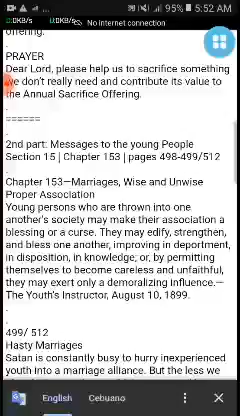 95% 5:52 AM
0:0KB/s U:0KB/s No internet connection
offering.
.
PRAYER
Dear Lord, please help us to sacrifice something
we don't really need and contribute its value to
the Annual Sacrifice Offering.
.
======
.
2nd part: Messages to the young People
Section 15 | Chapter 153 | pages 498-499/512
.
Chapter 153—Marriages, Wise and Unwise
Proper Association
Young persons who are thrown into one
another's society may make their association a
blessing or a curse. They may edify, strengthen,
and bless one another, improving in deportment,
in disposition, in knowledge; or, by permitting
themselves to become careless and unfaithful,
they may exert only a demoralizing influence.—
The Youth's Instructor, August 10, 1899.
.
.
499/ 512
Hasty Marriages
Satan is constantly busy to hurry inexperienced
youth into a marriage alliance. But the less we
English Cebuano